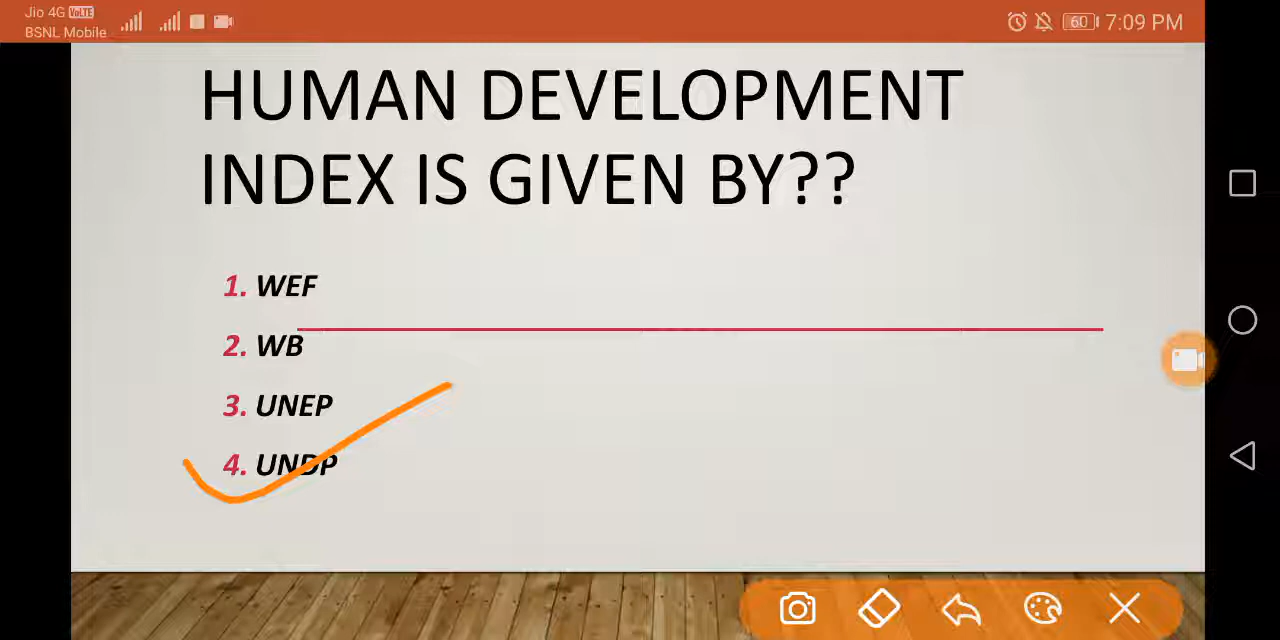 Jio 4G VoLTE
BSNL Mobile
60 7:09 PM
HUMAN DEVELOPMENT
INDEX IS GIVEN BY??
1. WEF
2. WB
3. UNEP
4. UNDP